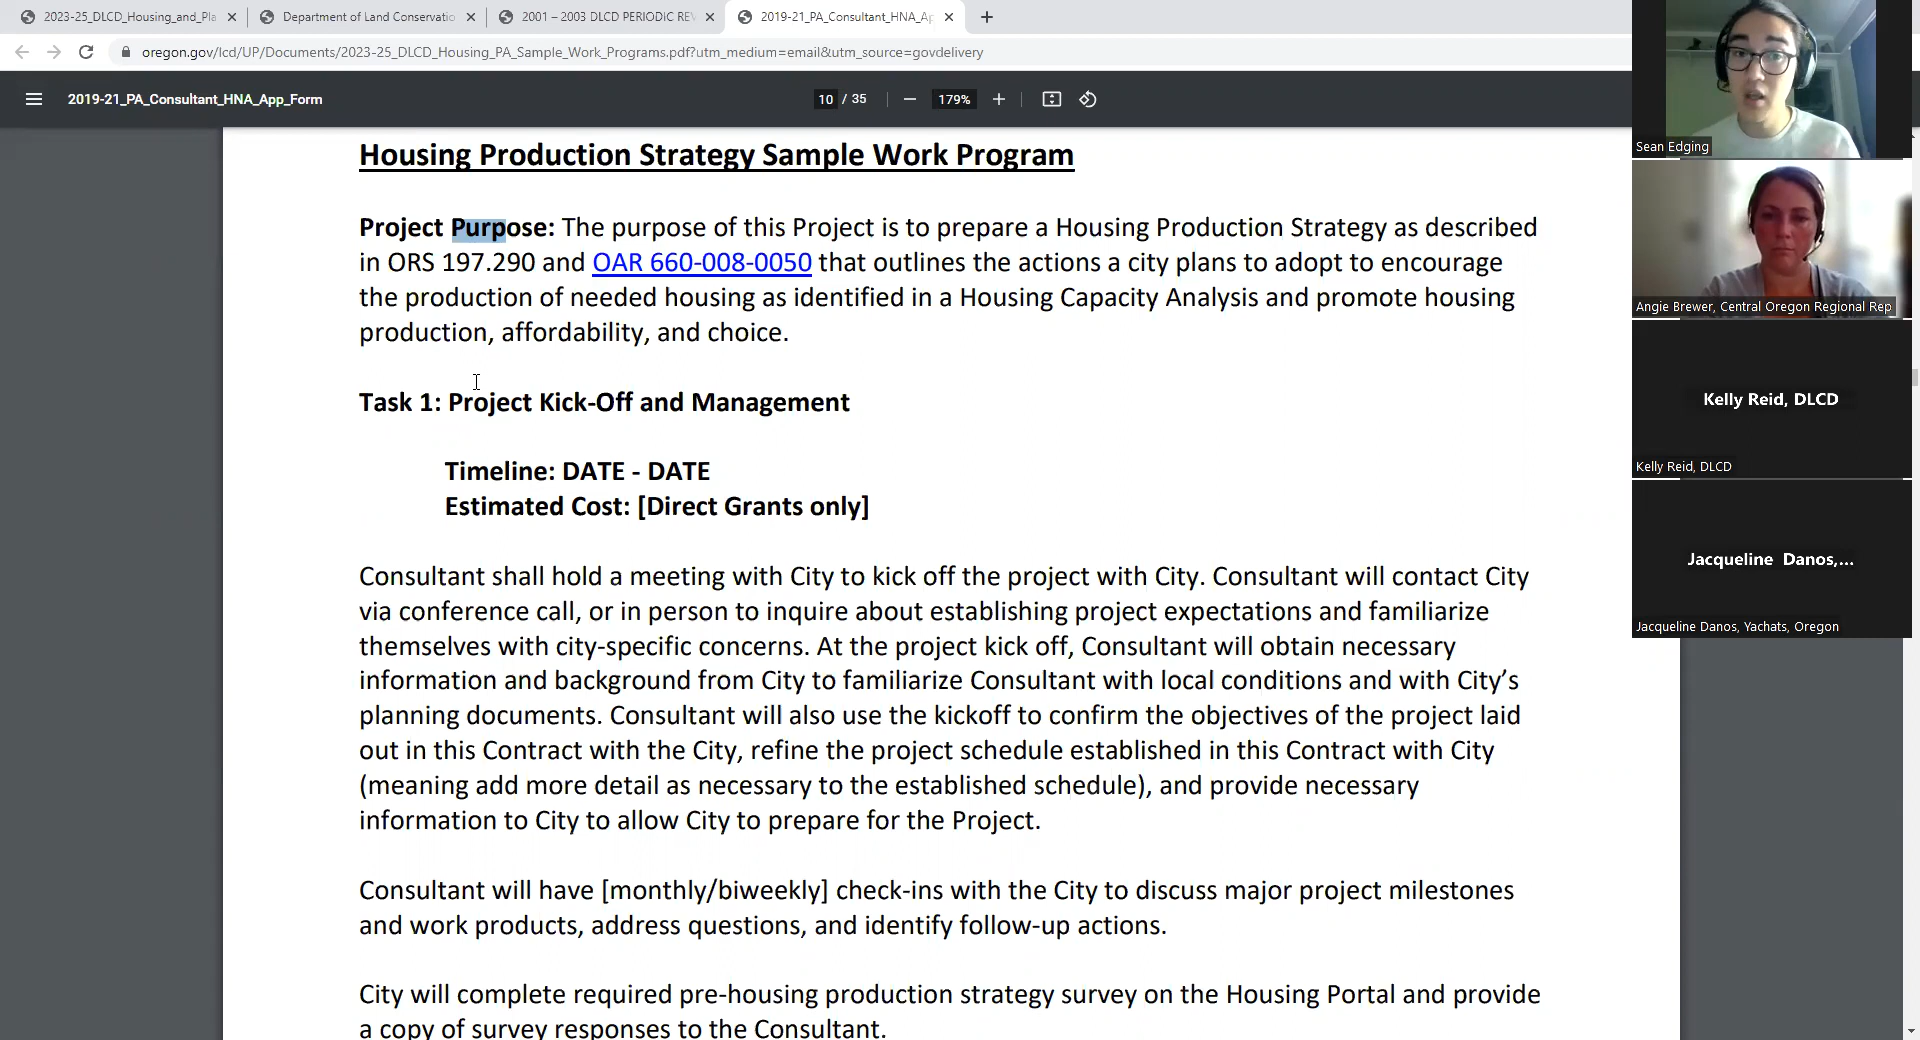 2023-25_DLCD_Housing_and_Pla
Department of Land Conservatio
2001 – 2003 DLCD PERIODIC REV
2019-21_PA_Consultant_HNA_Ap
oregon.gov/lcd/UP/Documents/2023-25_DLCD_Housing_PA_Sample_Work_Programs.pdf?utm_medium=email&utm_source=govdelivery
2019-21_PA_Consultant_HNA_App_Form
10 / 35
179%
Housing Production Strategy Sample Work Program
Project Purpose: The purpose of this Project is to prepare a Housing Production Strategy as described
in ORS 197.290 and OAR 660-008-0050 that outlines the actions a city plans to adopt to encourage
the production of needed housing as identified in a Housing Capacity Analysis and promote housing
production, affordability, and choice.
Task 1: Project Kick-Off and Management
Timeline: DATE - DATE
Estimated Cost: [Direct Grants only]
Consultant shall hold a meeting with City to kick off the project with City. Consultant will contact City
via conference call, or in person to inquire about establishing project expectations and familiarize
themselves with city-specific concerns. At the project kick off, Consultant will obtain necessary
information and background from City to familiarize Consultant with local conditions and with City’s
planning documents. Consultant will also use the kickoff to confirm the objectives of the project laid
out in this Contract with the City, refine the project schedule established in this Contract with City
(meaning add more detail as necessary to the established schedule), and provide necessary
information to City to allow City to prepare for the Project.
Consultant will have [monthly/biweekly] check-ins with the City to discuss major project milestones
and work products, address questions, and identify follow-up actions.
City will complete required pre-housing production strategy survey on the Housing Portal and provide
a copy of survey responses to the Consultant.
Sean Edging
Angie Brewer, Central Oregon Regional Rep
Kelly Reid, DLCD
Kelly Reid, DLCD
Jacqueline Danos,...
Jacqueline Danos, Yachats, Oregon